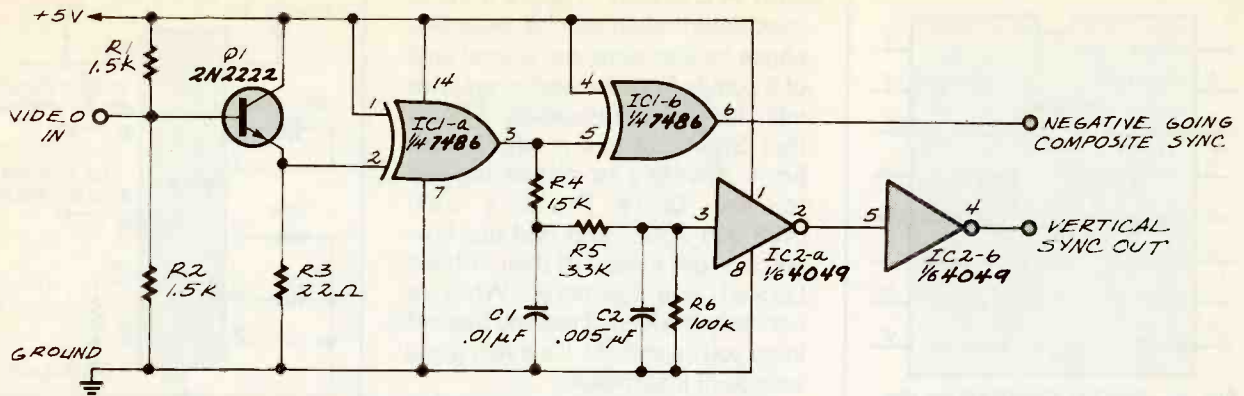 +5V
R1
1.5K
Q1
2N2222
14
4
IC1-b
1/4 7486
6
VIDEO
IN
1
IC1-a
1/4 7486
3
5
NEGATIVE GOING
COMPOSITE SYNC
2
7
R4
15K
1
3
2
5
4
VERTICAL
SYNC OUT
R5
33K
8
IC2-a
1/6 4049
IC2-b
1/6 4049
R2
1.5K
R3
22Ω
C1
.01µF
C2
.005µF
R6
100K
GROUND